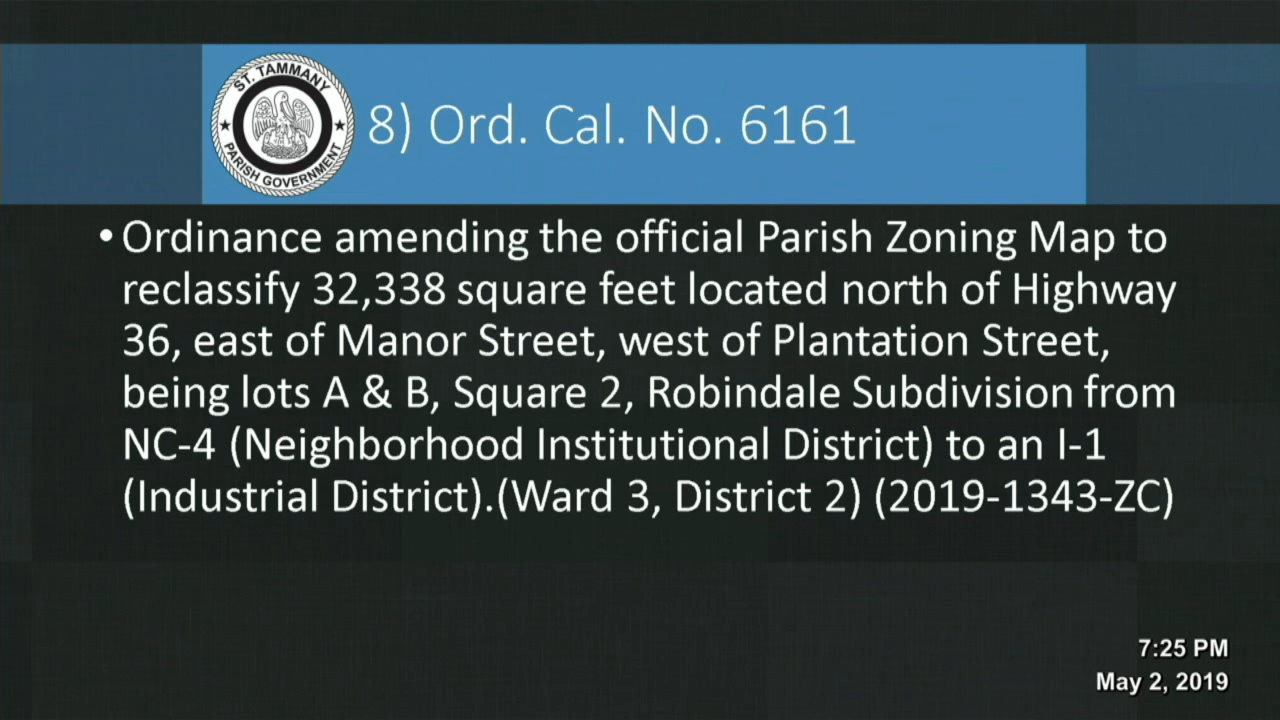 ST. TAMMANY
PARISH GOVERNMENT
8) Ord. Cal. No. 6161
• Ordinance amending the official Parish Zoning Map to
reclassify 32,338 square feet located north of Highway
36, east of Manor Street, west of Plantation Street,
being lots A & B, Square 2, Robindale Subdivision from
NC-4 (Neighborhood Institutional District) to an I-1
(Industrial District).(Ward 3, District 2) (2019-1343-ZC)
7:25 PM
May 2, 2019